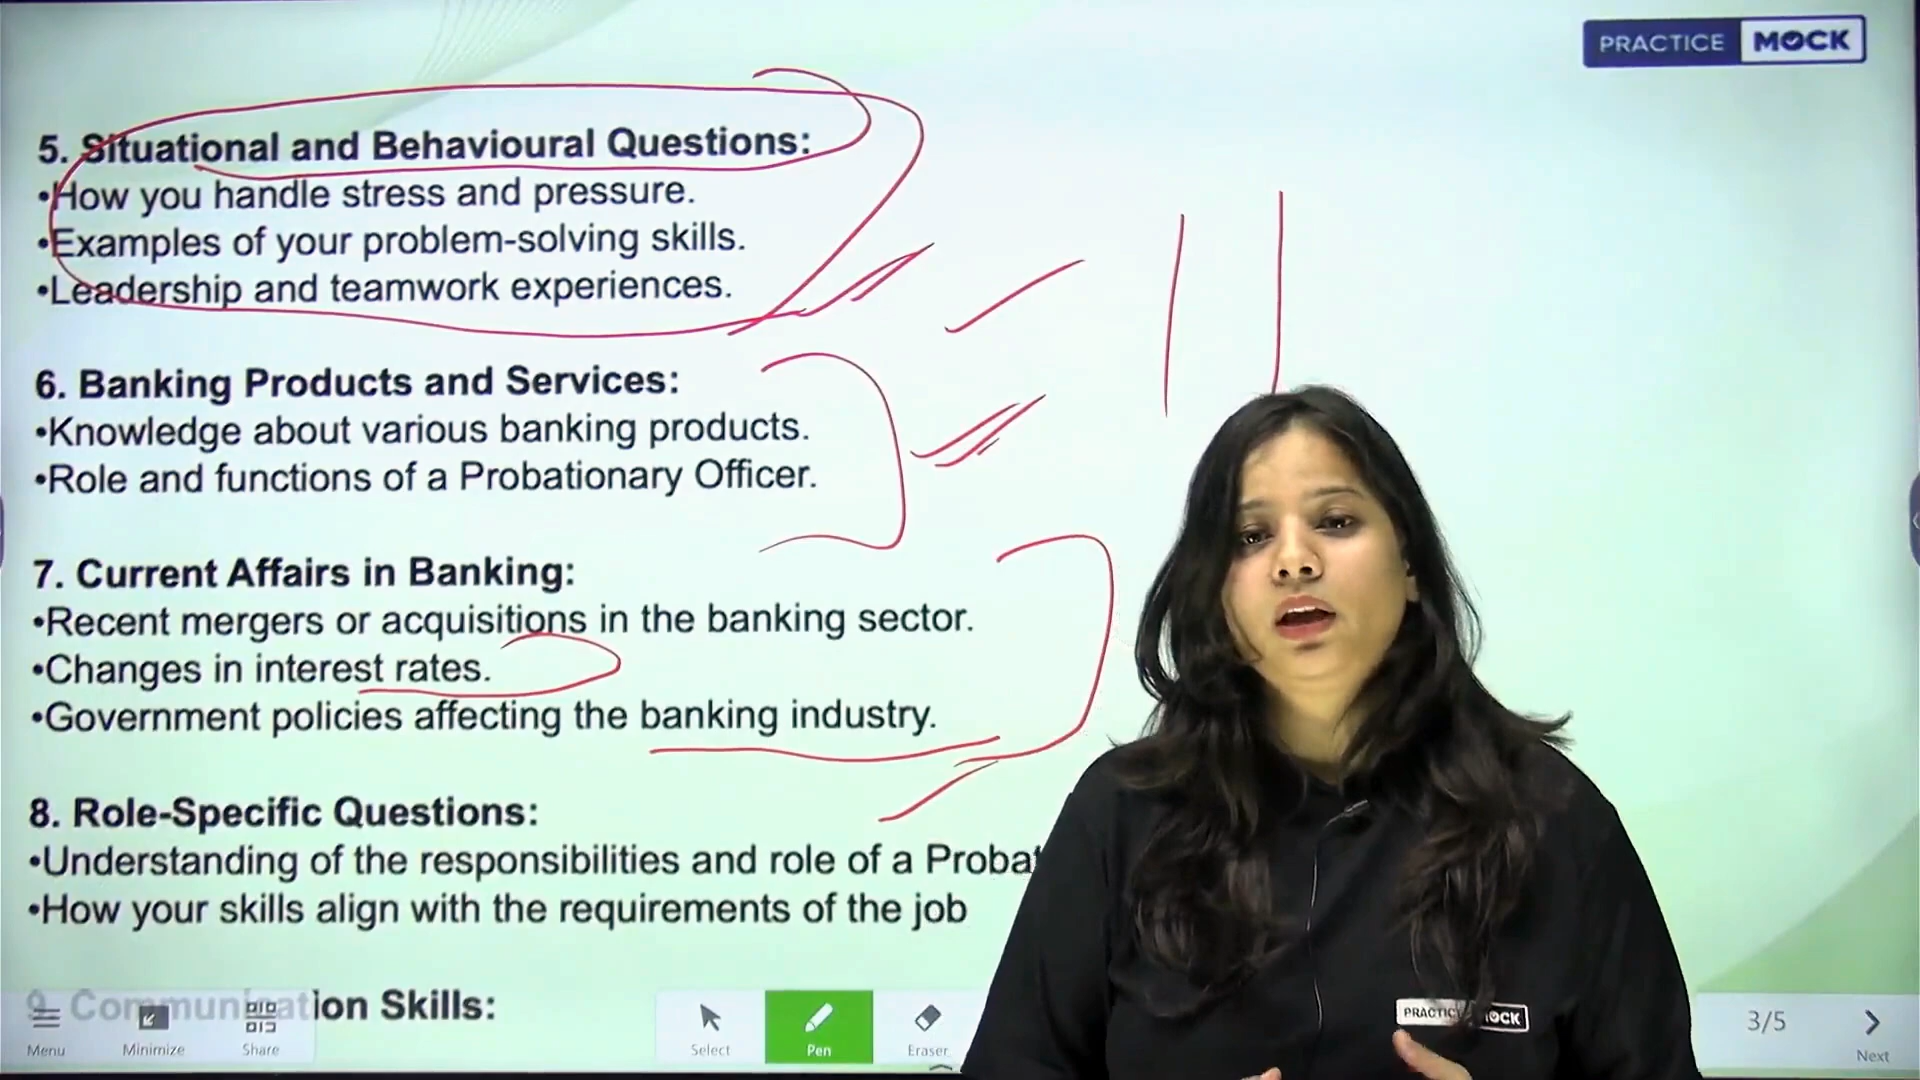 PRACTICE MOCK
5. Situational and Behavioural Questions:
•How you handle stress and pressure.
•Examples of your problem-solving skills.
•Leadership and teamwork experiences.
6. Banking Products and Services:
•Knowledge about various banking products.
•Role and functions of a Probationary Officer.
7. Current Affairs in Banking:
•Recent mergers or acquisitions in the banking sector.
•Changes in interest rates.
•Government policies affecting the banking industry.
8. Role-Specific Questions:
•Understanding of the responsibilities and role of a Probat
•How your skills align with the requirements of the job
9. Communication Skills:
Menu
Minimize
Share
Select
Pen
Eraser
PRACTICE MOCK
3/5
Next